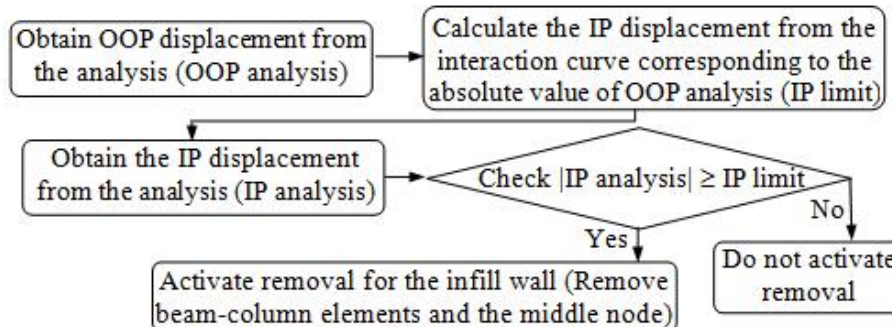 Obtain OOP displacement from
the analysis (OOP analysis)
Calculate the IP displacement from the
interaction curve corresponding to the
absolute value of OOP analysis (IP limit)
Obtain the IP displacement
from the analysis (IP analysis)
Check |IP analysis| ≥ IP limit
No
Yes
Do not activate
removal
Activate removal for the infill wall (Remove
beam-column elements and the middle node)